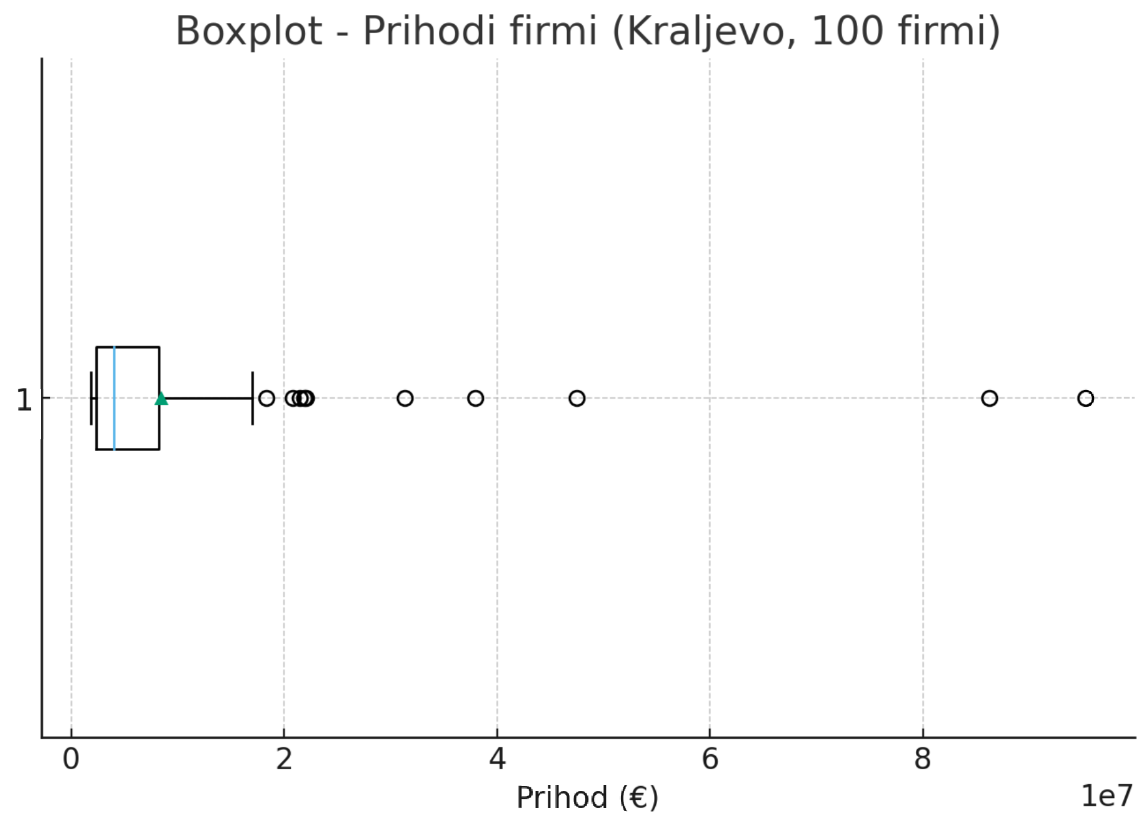 Boxplot - Prihodi firmi (Kraljevo, 100 firmi)
1
0 2 4 6 8
Prihod (€)
1e7